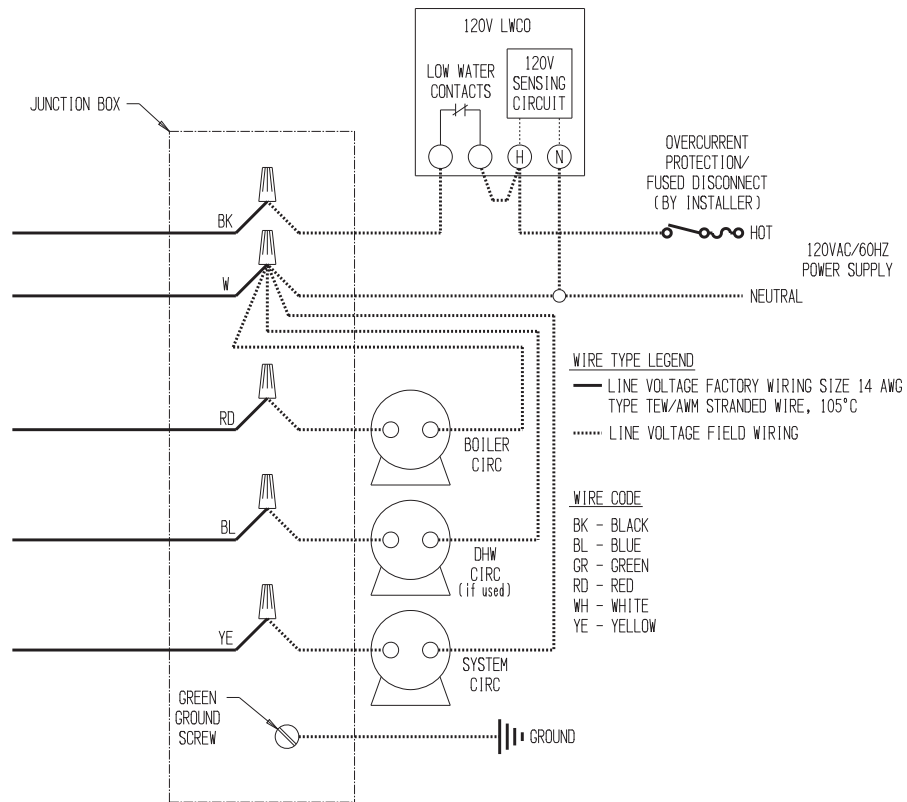 120V LWCO
LOW WATER
CONTACTS
120V
SENSING
CIRCUIT
H
N
JUNCTION BOX
OVERCURRENT
PROTECTION/
FUSED DISCONNECT
(BY INSTALLER)
HOT
120VAC/60HZ
POWER SUPPLY
NEUTRAL
BK
W
RD
BL
YE
BOILER
CIRC
DHW
CIRC
(if used)
SYSTEM
CIRC
GREEN
GROUND
SCREW
GROUND
WIRE TYPE LEGEND
LINE VOLTAGE FACTORY WIRING SIZE 14 AWG
TYPE TEW/AWM STRANDED WIRE, 105°C
LINE VOLTAGE FIELD WIRING
WIRE CODE
BK - BLACK
BL - BLUE
GR - GREEN
RD - RED
WH - WHITE
YE - YELLOW